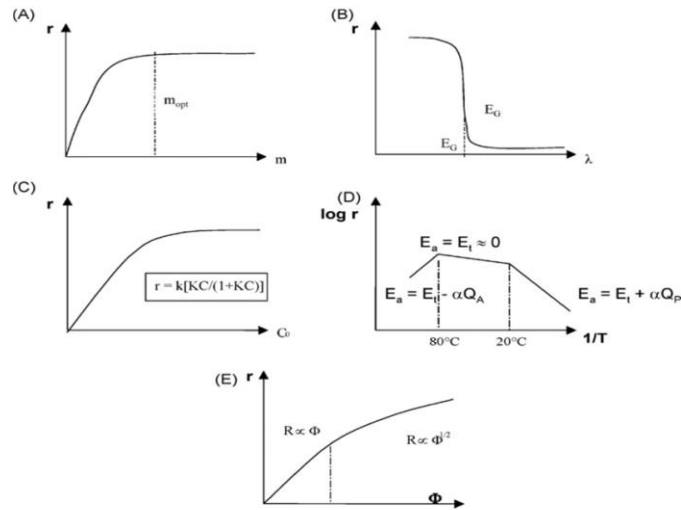 (A)
r
m_opt
m
(B)
r
E_G
E_G
λ
(C)
r
r = k[KC/(1+KC)]
C_0
(D)
log r
E_a = E_t ≈ 0
E_a = E_t - αQ_A
E_a = E_t + αQ_P
80°C
20°C
1/T
(E)
r
R∝ Φ
R∝ Φ^1/2
Φ